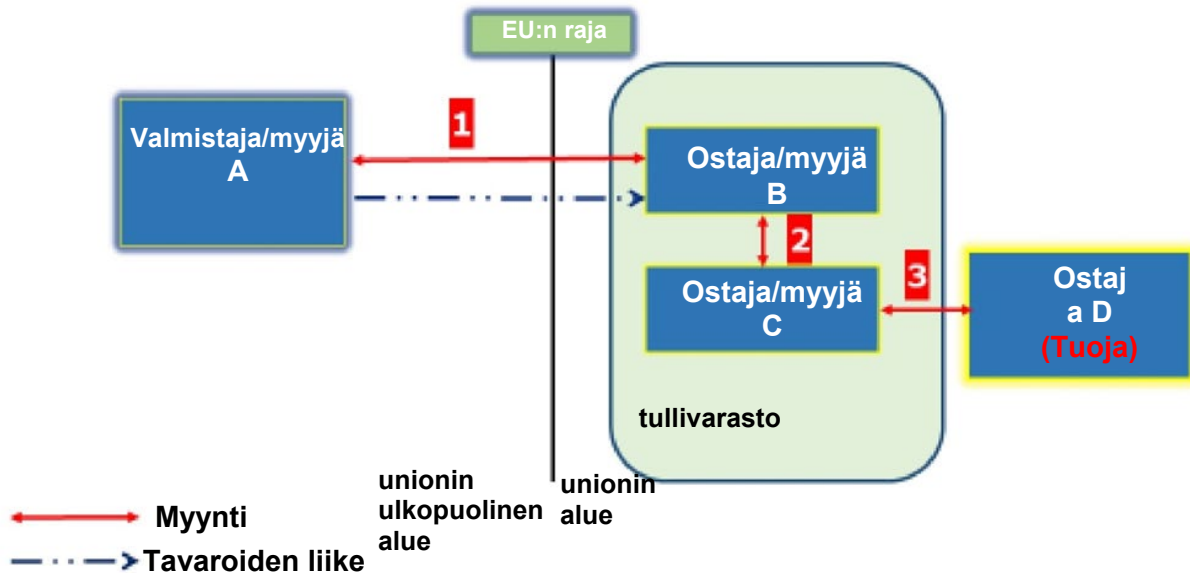 EU:n raja
Valmistaja/myyjä
A
1
Ostaja/myyjä
B
2
Ostaja/myyjä
C
3
Ostaj
a D
(Tuoja)
tullivarasto
unionin
ulkopuolinen
alue
unionin
alue
Myynti
Tavaroiden liike